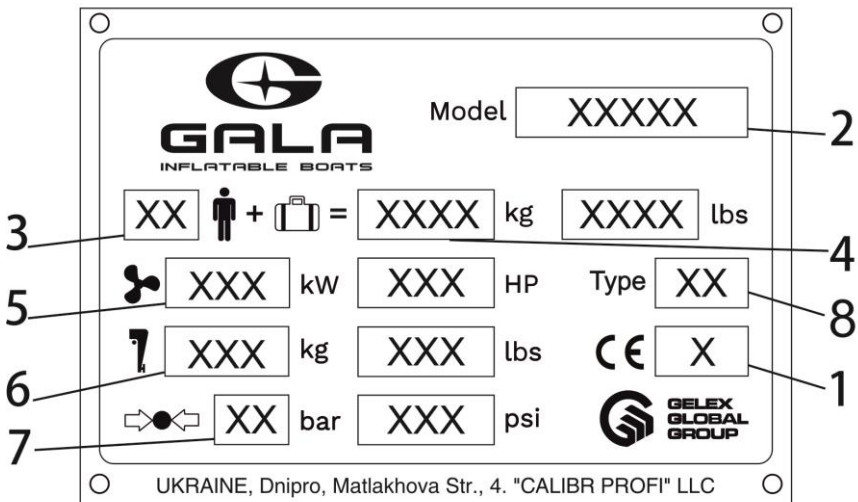 GALA
INFLATABLE BOATS
Model XXXXX 2
3 XX + = XXXX kg XXXX lbs 4
5 XXX kW XXX HP Type XX 8
6 XXX kg XXX lbs CE X 1
7 XX bar XXX psi
GELEX
GLOBAL
GROUP
UKRAINE, Dnipro, Matlakhova Str., 4. "CALIBR PROFI" LLC